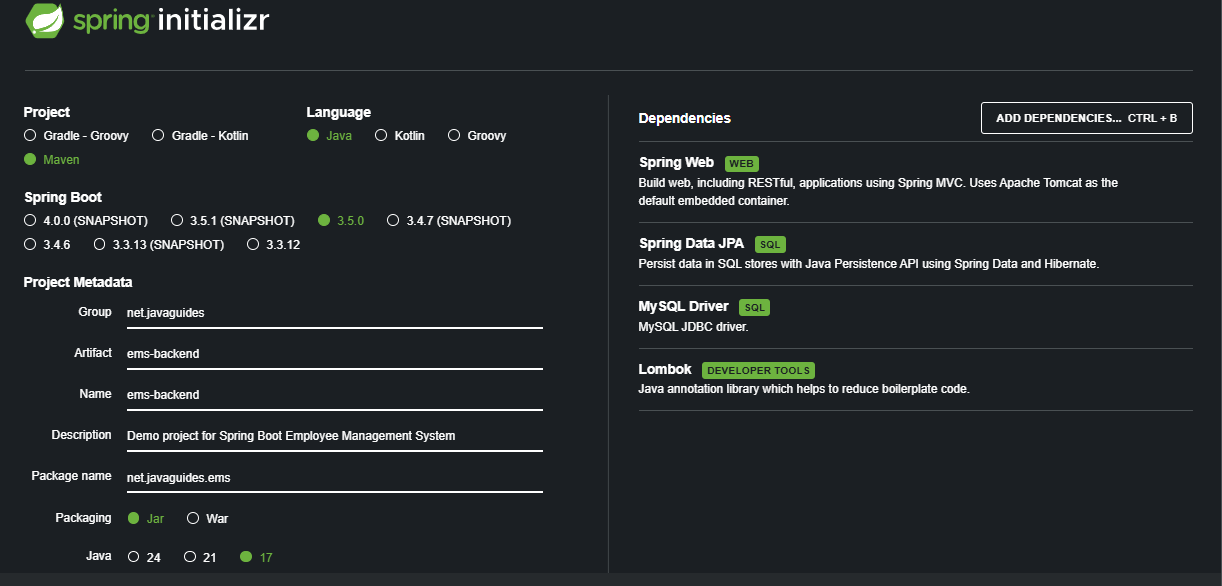 spring initializr
Project
Gradle - Groovy Gradle - Kotlin
Maven
Language
Java Kotlin Groovy
Spring Boot
4.0.0 (SNAPSHOT) 3.5.1 (SNAPSHOT) 3.5.0 3.4.7 (SNAPSHOT)
3.4.6 3.3.13 (SNAPSHOT) 3.3.12
Project Metadata
Group net.javaguides
Artifact ems-backend
Name ems-backend
Description Demo project for Spring Boot Employee Management System
Package name net.javaguides.ems
Packaging Jar War
Java 24 21 17
Dependencies ADD DEPENDENCIES... CTRL + B
Spring Web WEB
Build web, including RESTful, applications using Spring MVC. Uses Apache Tomcat as the
default embedded container.
Spring Data JPA SQL
Persist data in SQL stores with Java Persistence API using Spring Data and Hibernate.
MySQL Driver SQL
MySQL JDBC driver.
Lombok DEVELOPER TOOLS
Java annotation library which helps to reduce boilerplate code.